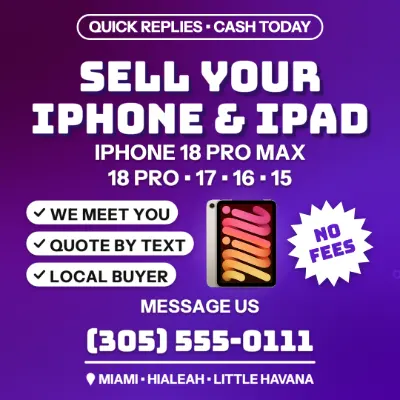 QUICK REPLIES • CASH TODAY
SELL YOUR
IPHONE & IPAD
IPHONE 18 PRO MAX
18 PRO • 17 • 16 • 15
WE MEET YOU
QUOTE BY TEXT
LOCAL BUYER
NO
FEES
MESSAGE US
(305) 555-0111
MIAMI • HIALEAH • LITTLE HAVANA